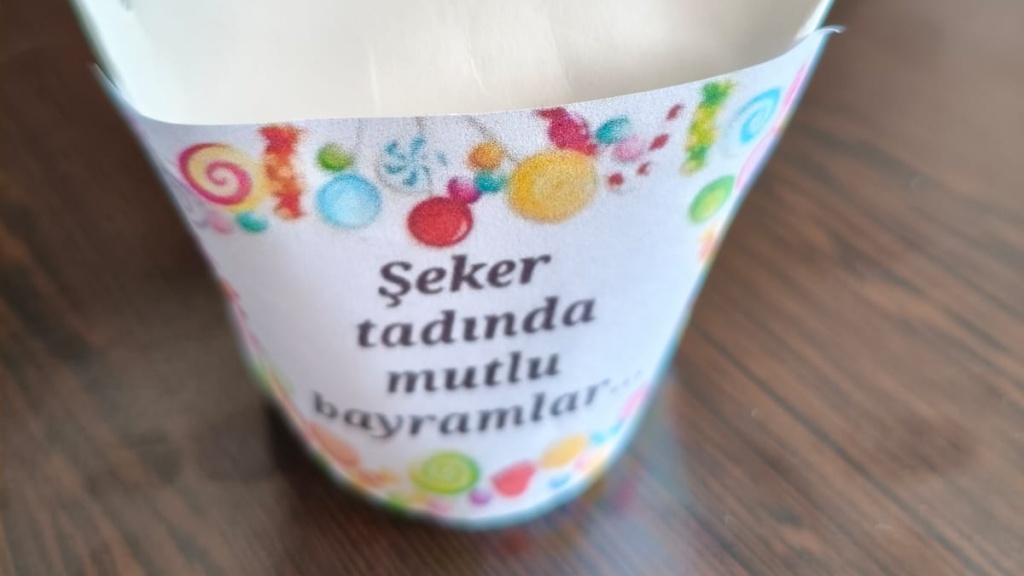 Şeker
tadında
mutlu
bayramlar...